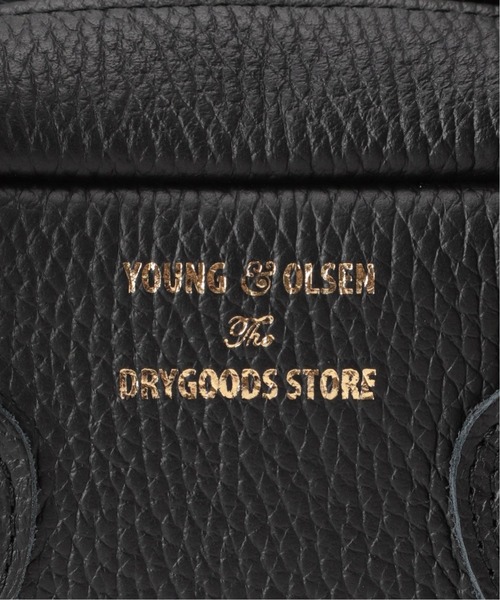 YOUNG & OLSEN
The
DRYGOODS STORE